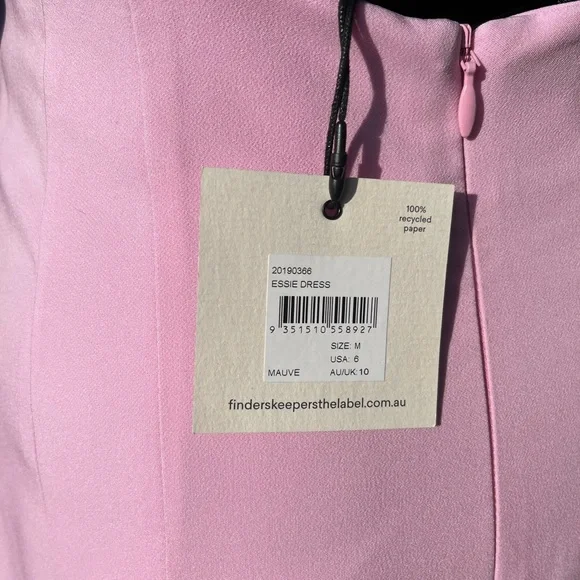 100%
recycled
paper
20190366
ESSIE DRESS
9 351510 558927
SIZE: M
USA: 6
MAUVE AU/UK: 10
finderskeepersthelabel.com.au